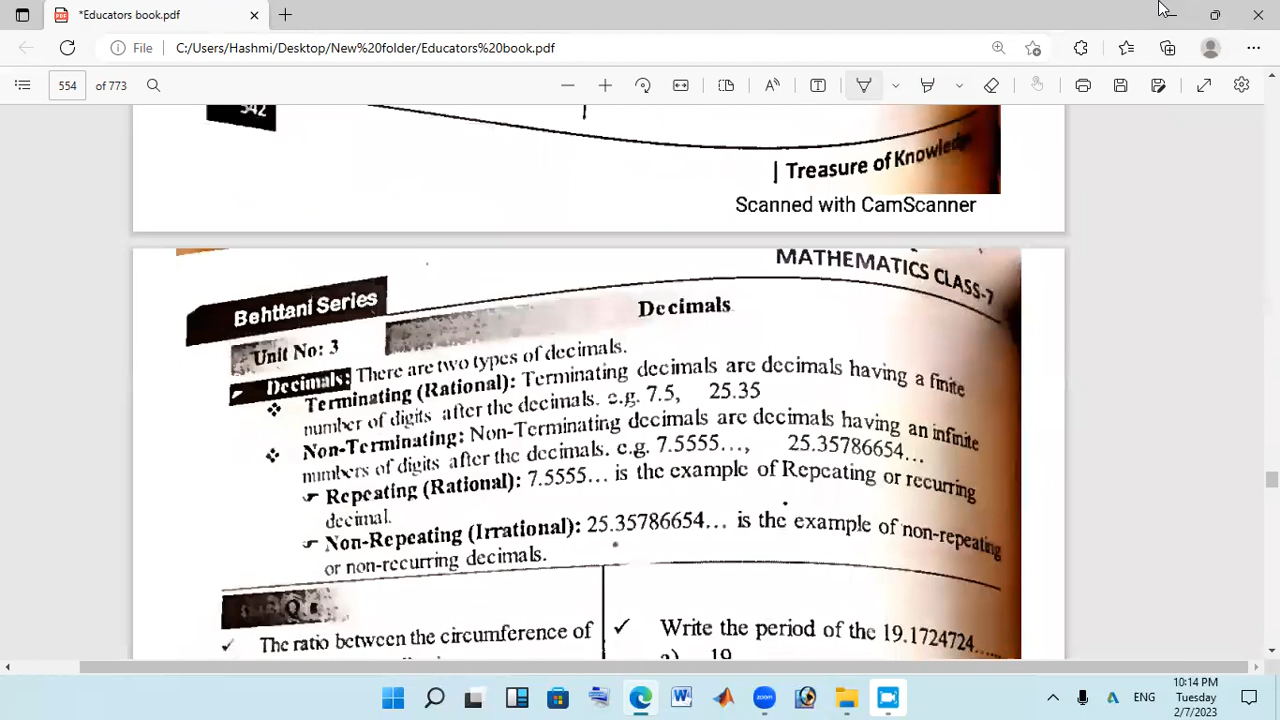 *Educators book.pdf
File
C:/Users/Hashmi/Desktop/New%20folder/Educators%20book.pdf
554 of 773
342
| Treasure of Knowledge
Scanned with CamScanner
MATHEMATICS CLASS-7
Behttani Series
Decimals
Unit No: 3
Decimals: There are two types of decimals.
Terminating (Rational): Terminating decimals are decimals having a finite
number of digits after the decimals. e.g. 7.5, 25.35
Non-Terminating: Non-Terminating decimals are decimals having an infinite
numbers of digits after the decimals. e.g. 7.5555..., 25.35786654...
Repeating (Rational): 7.5555... is the example of Repeating or recurring
decimal.
Non-Repeating (Irrational): 25.35786654... is the example of non-repeating
or non-recurring decimals.
The ratio between the circumference of
✓ Write the period of the 19.1724724......
a) 19
10:14 PM
ENG
Tuesday
2/7/2023